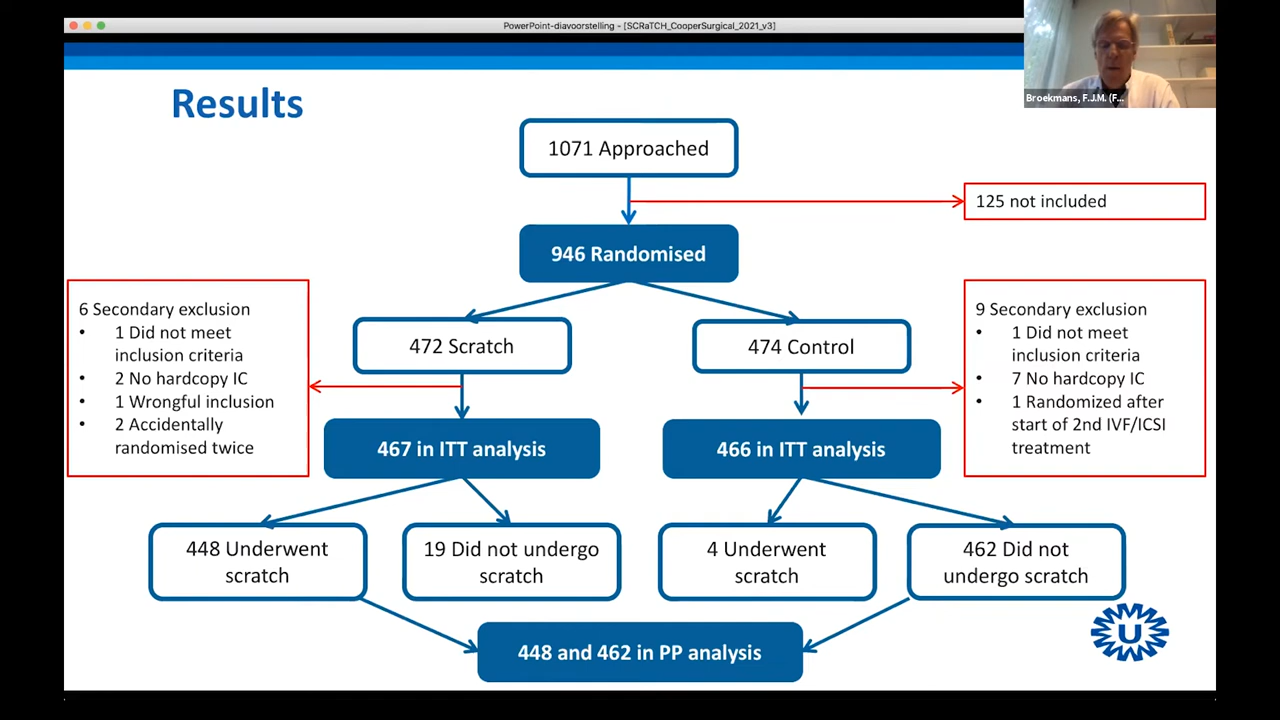 PowerPoint-diavoorstelling - [SCRaTCH_CooperSurgical_2021_v3]
Broekmans, F.J.M. (F...
Results
1071 Approached
125 not included
946 Randomised
6 Secondary exclusion
• 1 Did not meet
inclusion criteria
• 2 No hardcopy IC
• 1 Wrongful inclusion
• 2 Accidentally
randomised twice
472 Scratch
474 Control
9 Secondary exclusion
• 1 Did not meet
inclusion criteria
• 7 No hardcopy IC
• 1 Randomized after
start of 2nd IVF/ICSI
treatment
467 in ITT analysis
466 in ITT analysis
448 Underwent
scratch
19 Did not undergo
scratch
4 Underwent
scratch
462 Did not
undergo scratch
448 and 462 in PP analysis
U